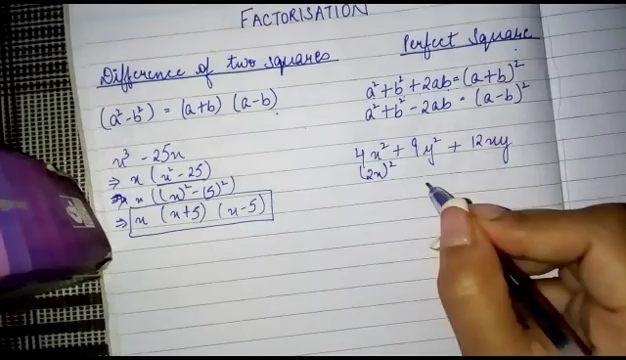 FACTORISATION
Difference of two squares
(a²-b²) = (a+b) (a-b)
x³ - 25x
⇒ x (x² - 25)
⇒ x ((x)² - (5)²)
⇒ x (x+5) (x-5)
Perfect Square
a² + b² + 2ab = (a+b)²
a² + b² - 2ab = (a-b)²
4x² + 9y² + 12xy
(2x)²